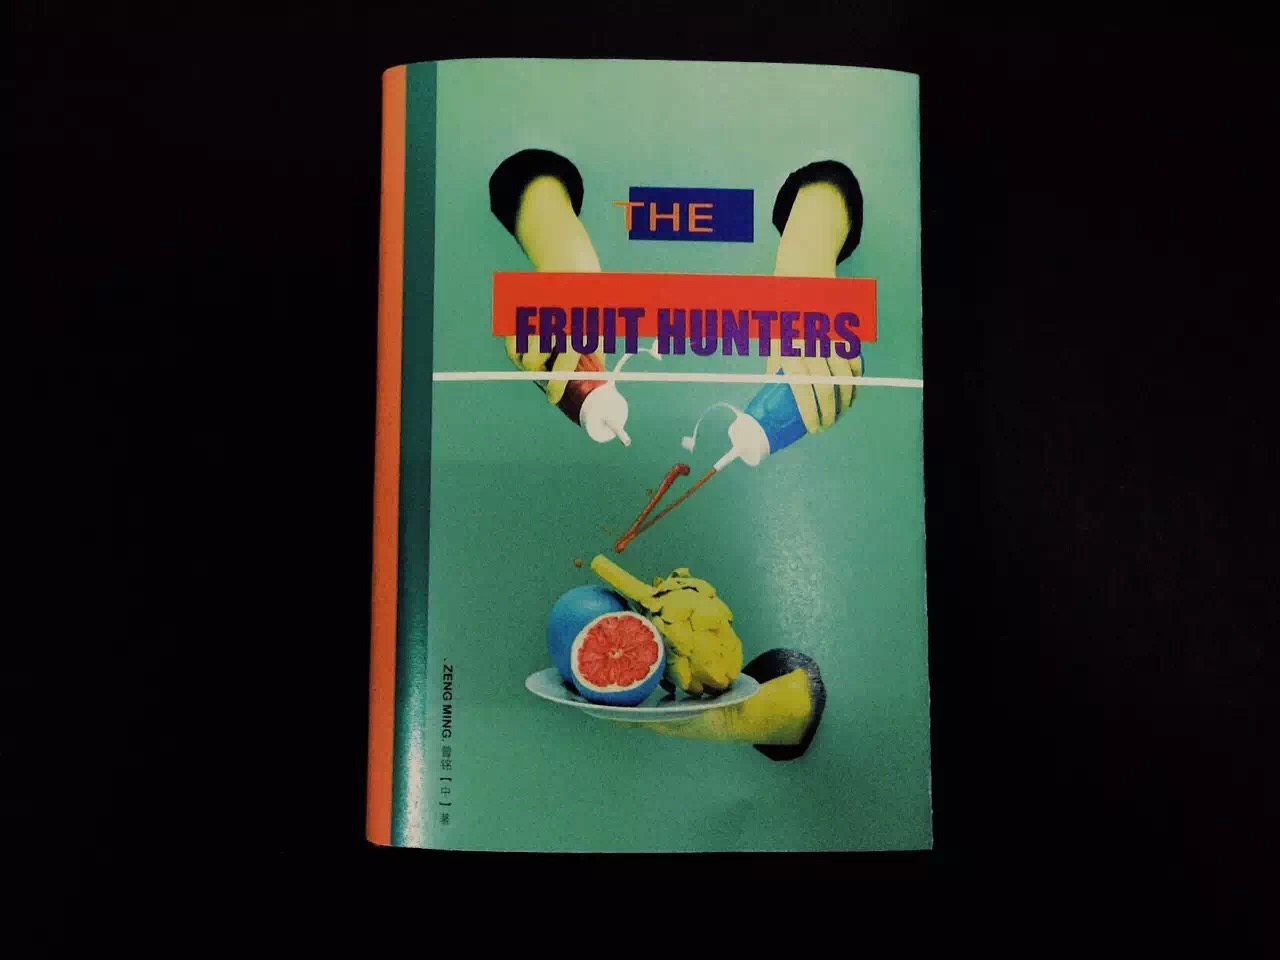 THE
FRUIT HUNTERS
. ZENG MING. 曾铭【中】著